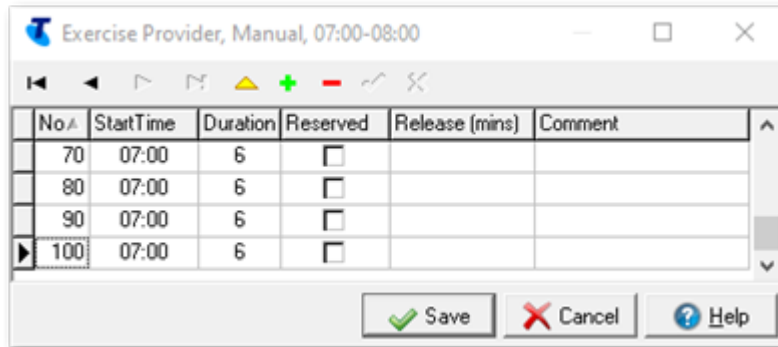 Exercise Provider, Manual, 07:00-08:00
No StartTime Duration Reserved Release (mins) Comment
70 07:00 6
80 07:00 6
90 07:00 6
100 07:00 6
Save Cancel Help